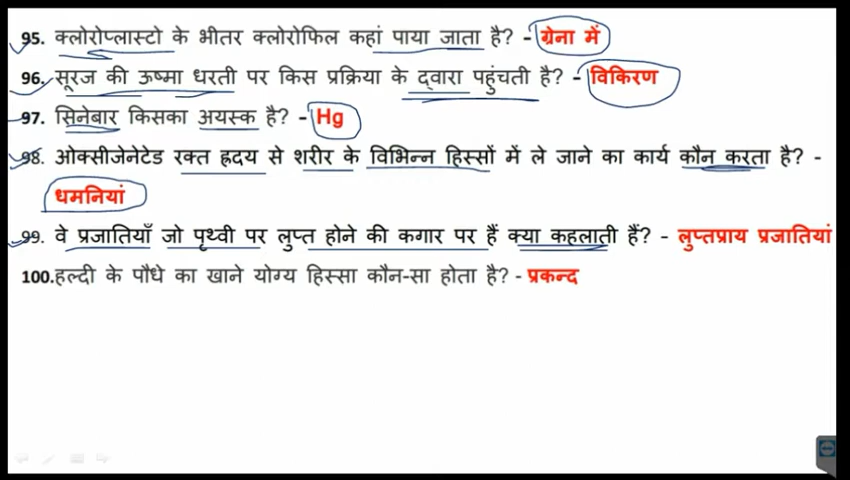 95. क्लोरोप्लास्टो के भीतर क्लोरोफिल कहां पाया जाता है? - ग्रेना में
96. सूरज की ऊष्मा धरती पर किस प्रक्रिया के द्वारा पहुंचती है? - विकिरण
97. सिनेबार किसका अयस्क है? - Hg
98. ओक्सीजेनेटेड रक्त ह्रदय से शरीर के विभिन्न हिस्सों में ले जाने का कार्य कौन करता है? -
धमनियां
99. वे प्रजातियाँ जो पृथ्वी पर लुप्त होने की कगार पर हैं क्या कहलाती हैं? - लुप्तप्राय प्रजातियां
100.हल्दी के पौधे का खाने योग्य हिस्सा कौन-सा होता है? - प्रकन्द